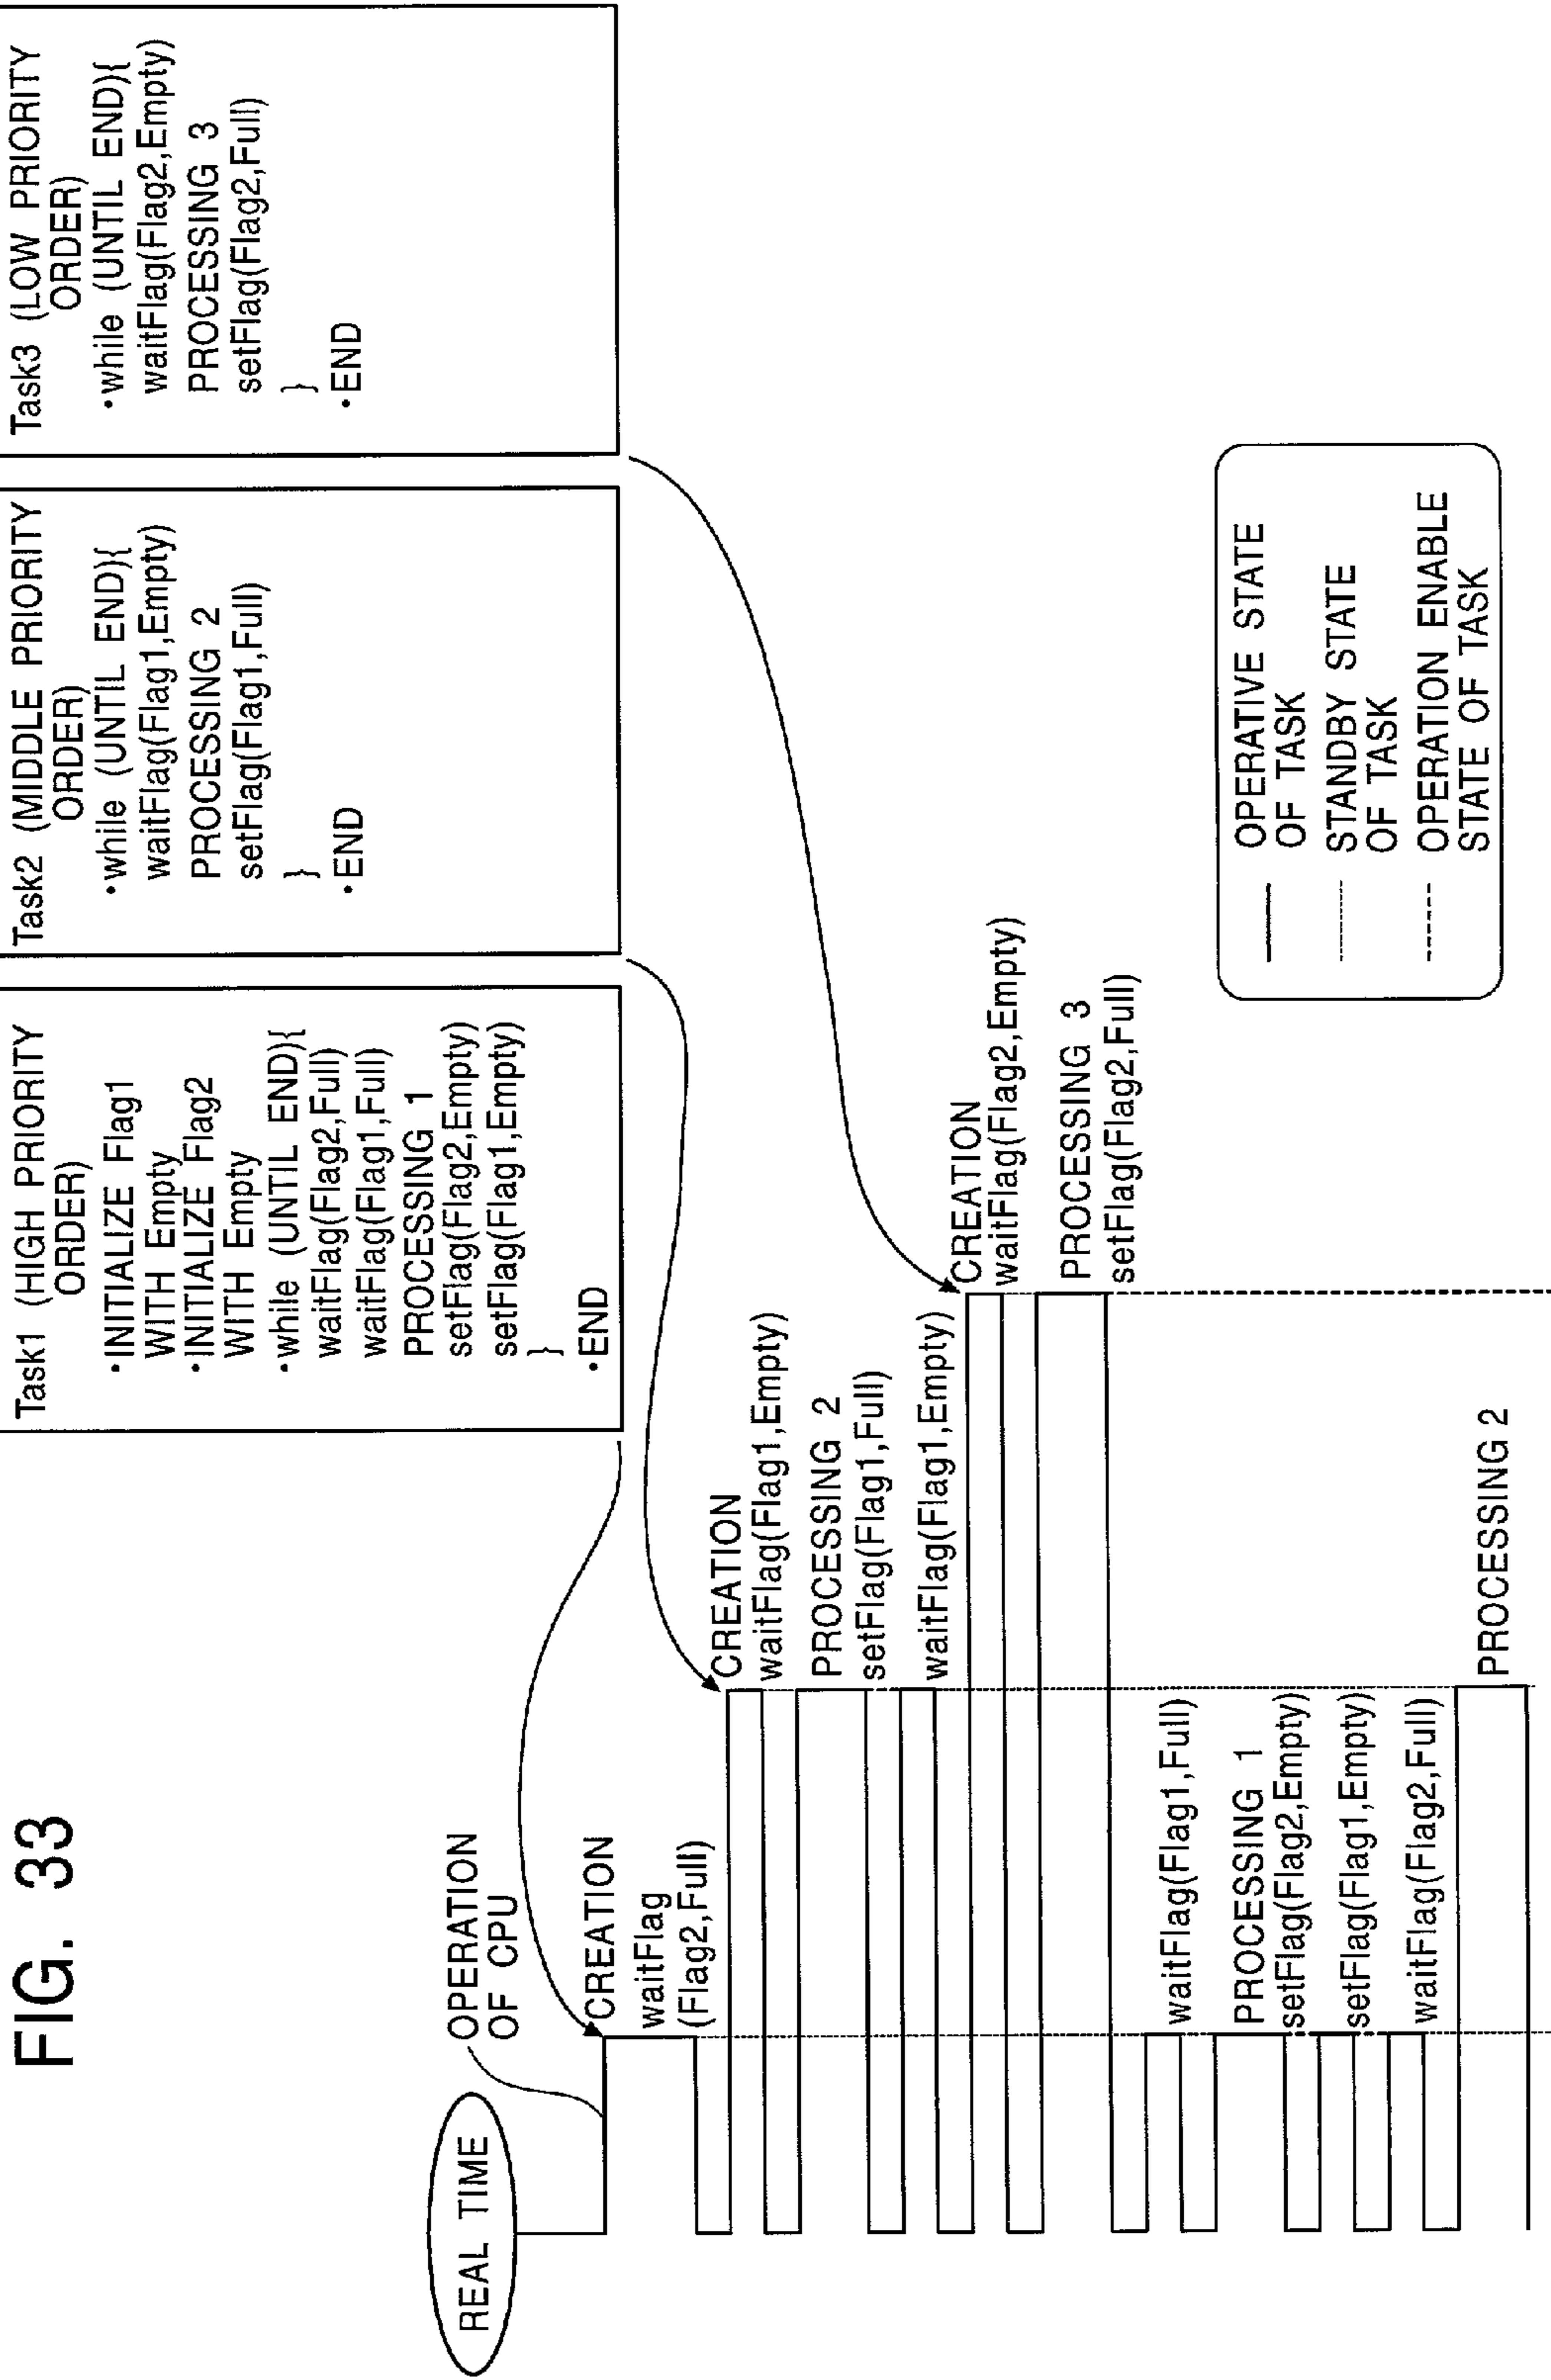 FIG. 33
Task1 (HIGH PRIORITY
ORDER)
•INITIALIZE Flag1
WITH Empty
•INITIALIZE Flag2
WITH Empty
•while (UNTIL END){
waitFlag(Flag2,Full)
waitFlag(Flag1,Full)
PROCESSING 1
setFlag(Flag2,Empty)
setFlag(Flag1,Empty)
}
•END
Task2 (MIDDLE PRIORITY
ORDER)
•while (UNTIL END){
waitFlag(Flag1,Empty)
PROCESSING 2
setFlag(Flag1,Full)
}
•END
Task3 (LOW PRIORITY
ORDER)
•while (UNTIL END){
waitFlag(Flag2,Empty)
PROCESSING 3
setFlag(Flag2,Full)
}
•END
REAL TIME
OPERATION
OF CPU
CREATION
waitFlag
(Flag2,Full)
CREATION
waitFlag(Flag1,Empty)
PROCESSING 2
setFlag(Flag1,Full)
waitFlag(Flag1,Empty)
CREATION
waitFlag(Flag2,Empty)
PROCESSING 3
setFlag(Flag2,Full)
waitFlag(Flag1,Full)
PROCESSING 1
setFlag(Flag2,Empty)
setFlag(Flag1,Empty)
waitFlag(Flag2,Full)
PROCESSING 2
OPERATIVE STATE
OF TASK
STANDBY STATE
OF TASK
OPERATION ENABLE
STATE OF TASK